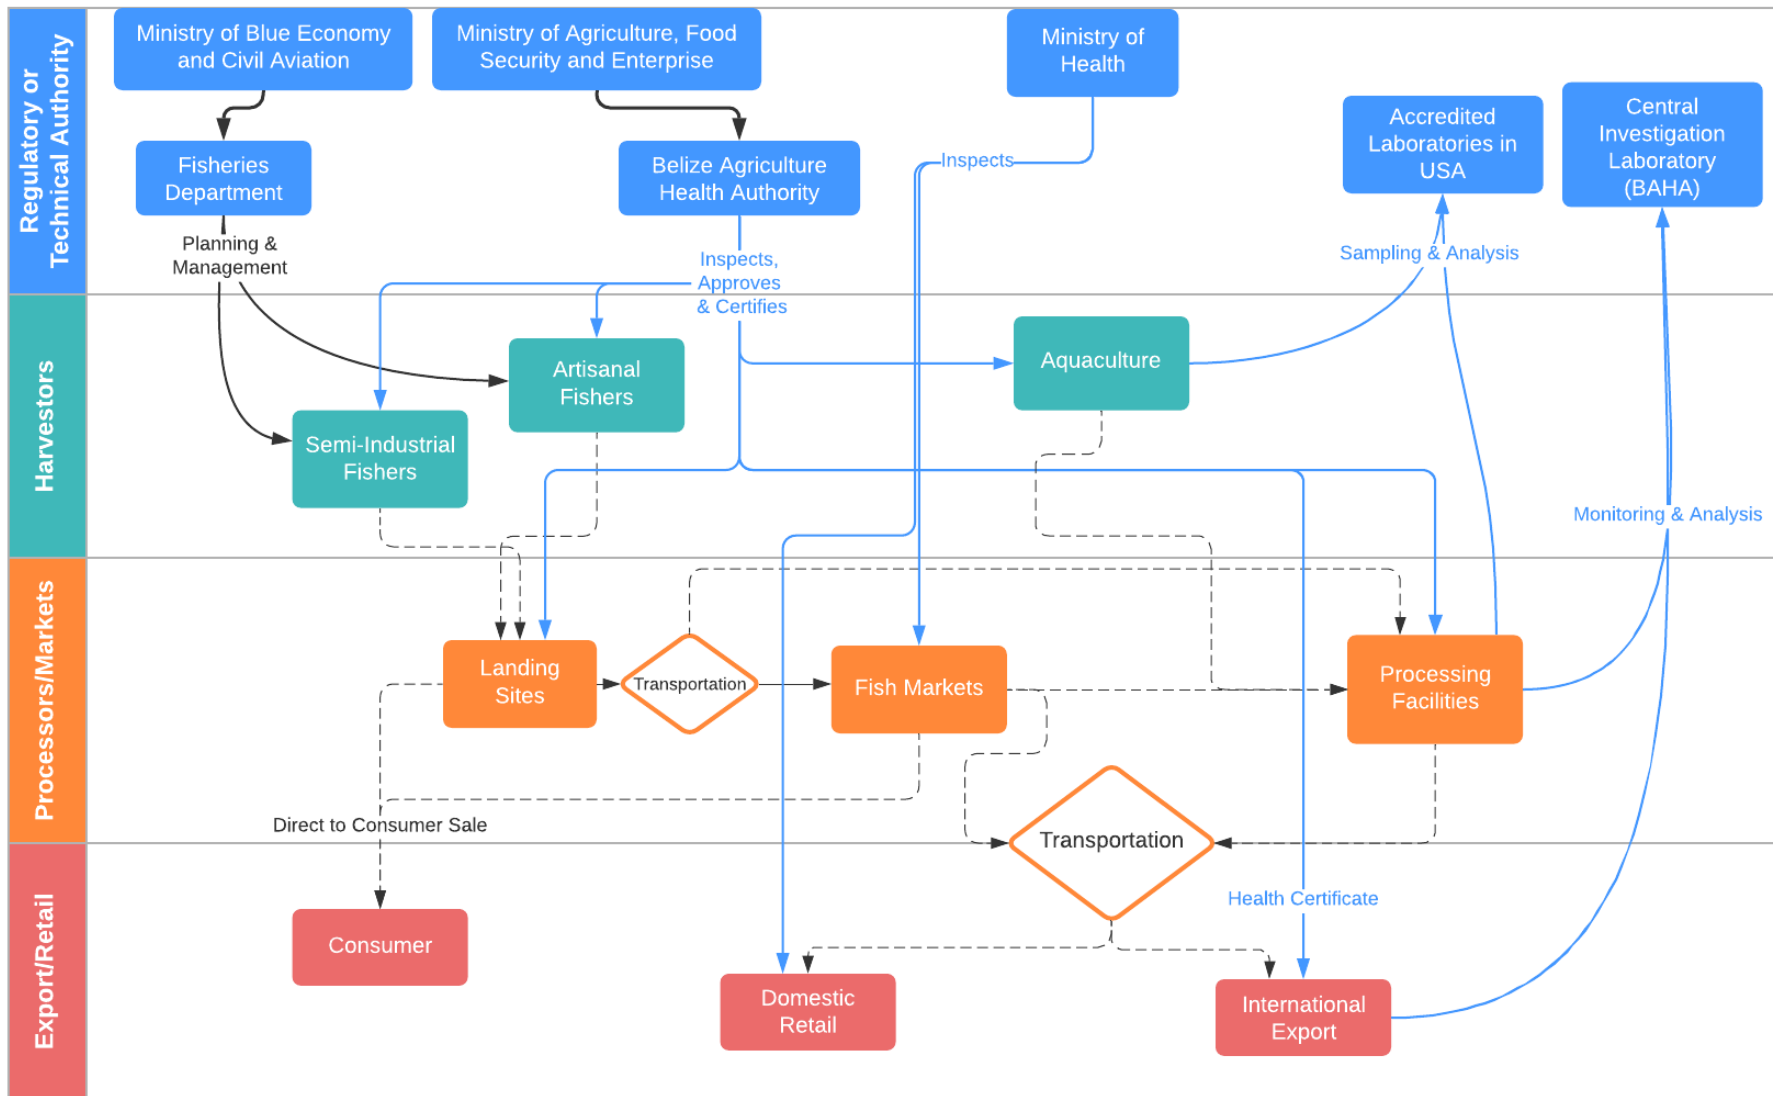 Regulatory or
Technical Authority
Ministry of Blue Economy
and Civil Aviation
Ministry of Agriculture, Food
Security and Enterprise
Ministry of
Health
Accredited
Laboratories in
USA
Central
Investigation
Laboratory
(BAHA)
Fisheries
Department
Belize Agriculture
Health Authority
Inspects
Planning &
Management
Inspects,
Approves
& Certifies
Sampling & Analysis
Harvestors
Artisanal
Fishers
Aquaculture
Semi-Industrial
Fishers
Monitoring & Analysis
Processors/Markets
Landing
Sites
Transportation
Fish Markets
Processing
Facilities
Direct to Consumer Sale
Transportation
Export/Retail
Health Certificate
Consumer
Domestic
Retail
International
Export